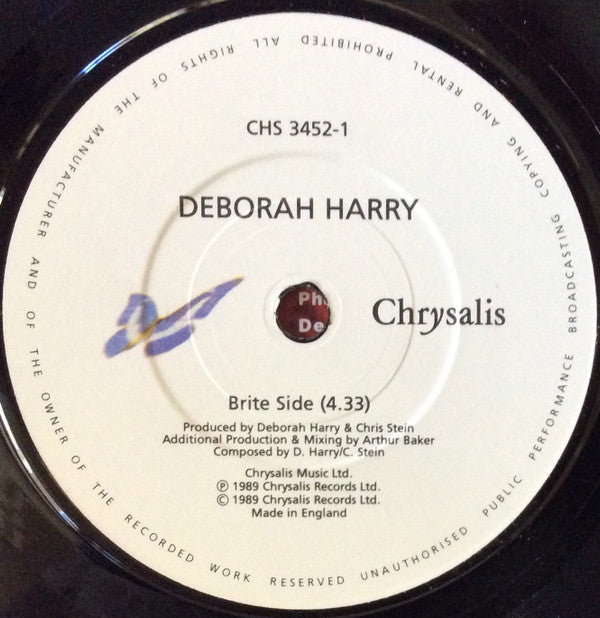 CHS 3452-1
DEBORAH HARRY
Ph
De
Chrysalis
Brite Side (4.33)
Produced by Deborah Harry & Chris Stein
Additional Production & Mixing by Arthur Baker
Composed by D. Harry/C. Stein
Chrysalis Music Ltd.
Ⓟ 1989 Chrysalis Records Ltd.
© 1989 Chrysalis Records Ltd.
Made in England
ALL RIGHTS OF THE MANUFACTURER AND OF THE OWNER OF THE RECORDED WORK RESERVED UNAUTHORISED PUBLIC PERFORMANCE BROADCASTING COPYING AND RENTAL PROHIBITED